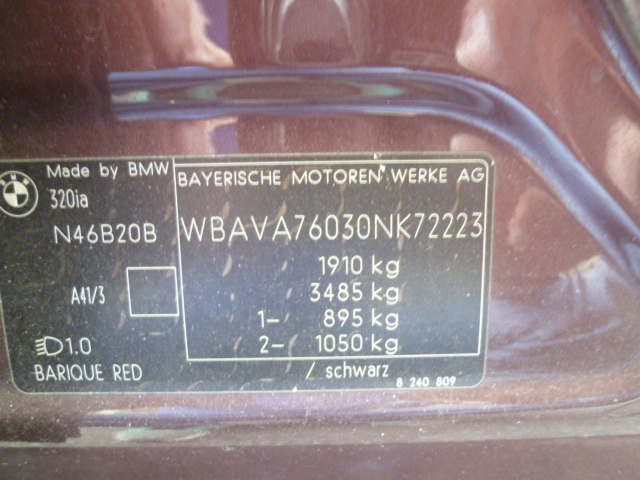 Made by BMW
320ia
N46B20B
A41/3
1.0
BARIQUE RED
BAYERISCHE MOTOREN WERKE AG
WBAVA76030NK72223
1910 kg
3485 kg
1- 895 kg
2- 1050 kg
/ schwarz
8 240 809